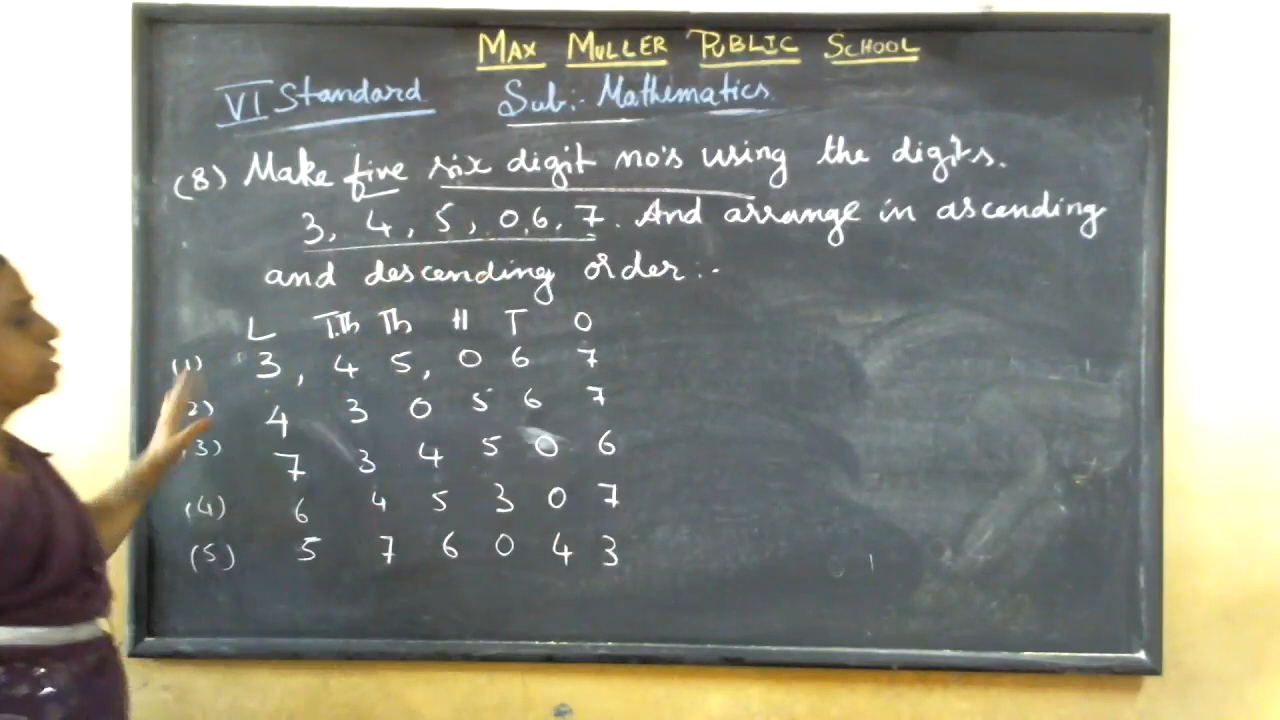 MAX MULLER PUBLIC SCHOOL
VI Standard Sub:- Mathematics
(8) Make five six digit no's using the digits.
3, 4, 5, 0, 6, 7. And arrange in ascending
and descending order:-
L T.Th Th H T O
(1) 3, 4 5, 0 6 7
(2) 4 3 0 5 6 7
(3) 7 3 4 5 0 6
(4) 6 4 5 3 0 7
(5) 5 7 6 0 4 3